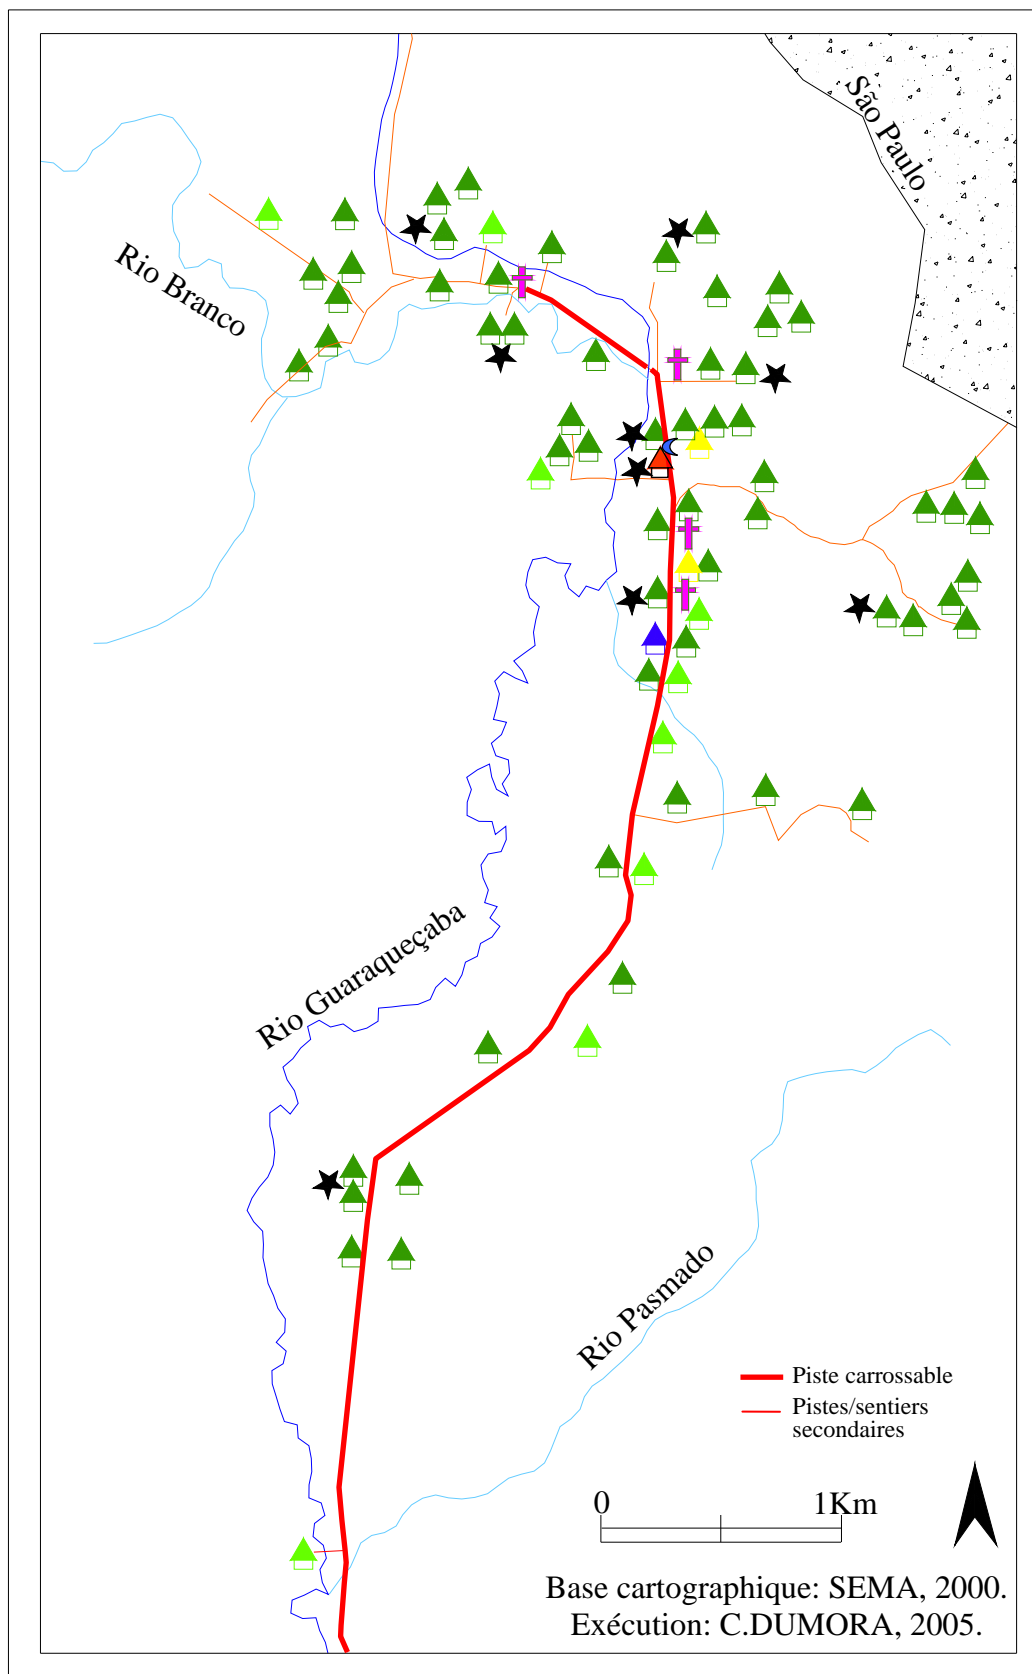 São Paulo
Rio Branco
Rio Guaraqueçaba
Rio Pasmado
Piste carrossable
Pistes/sentiers
secondaires
0 1Km
Base cartographique: SEMA, 2000.
Exécution: C.DUMORA, 2005.